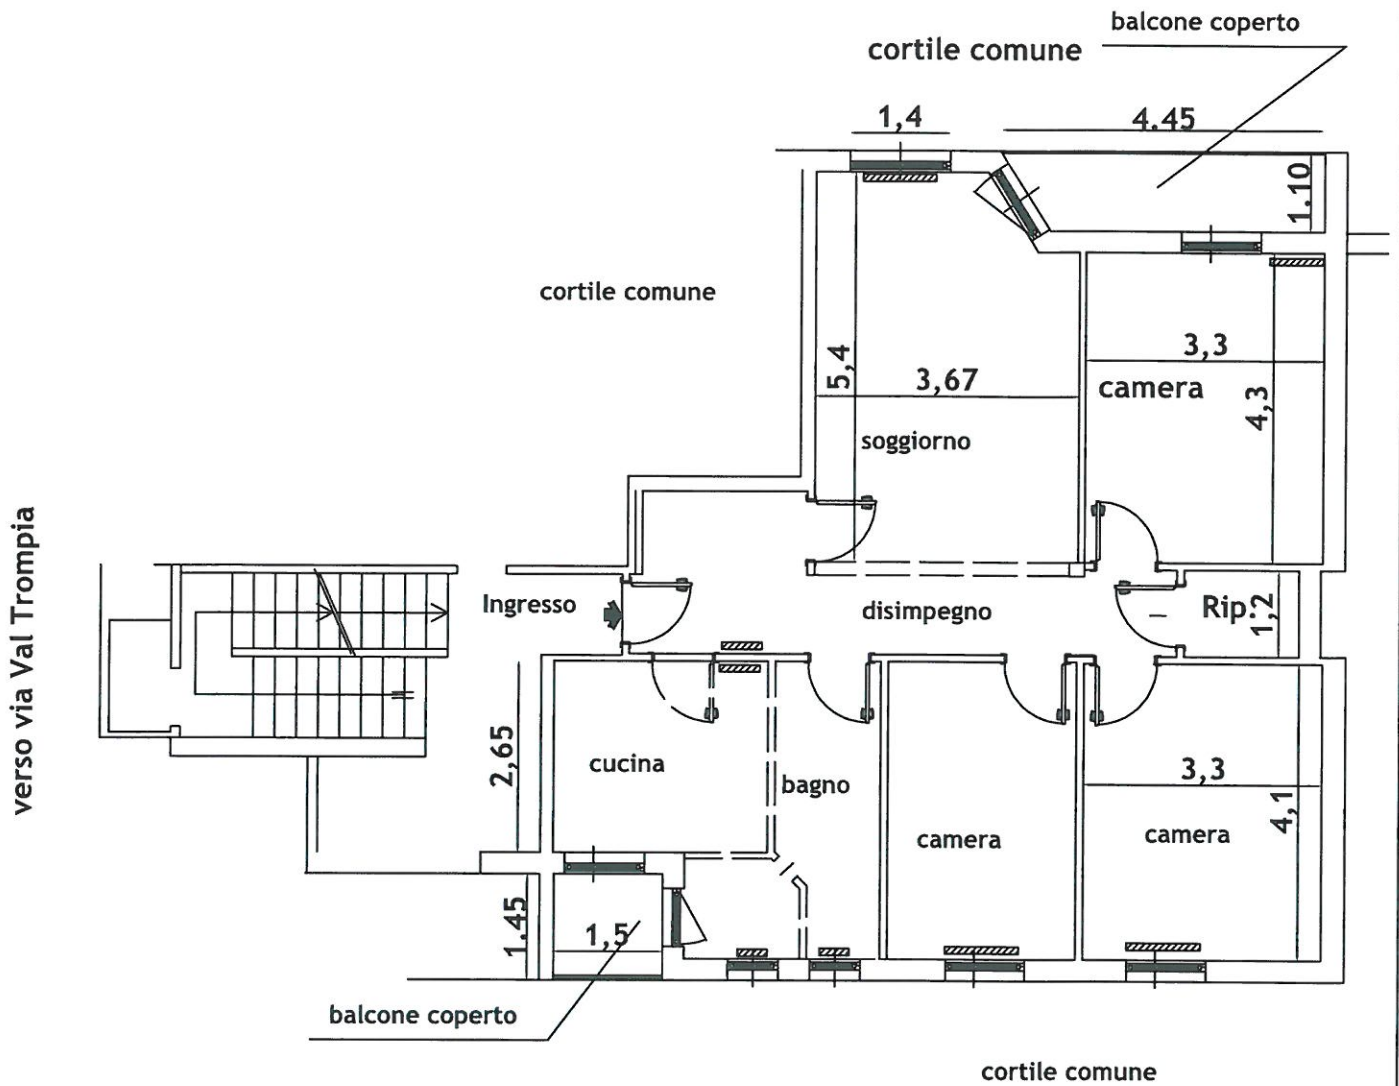 balcone coperto
cortile comune
1,4
4.45
1.10
cortile comune
3,3
5,4
3,67
camera
4,3
soggiorno
verso via Val Trompia
Ingresso
disimpegno
Rip.
1,2
2,65
cucina
bagno
3,3
4,1
camera
camera
1.45
1,5
balcone coperto
cortile comune